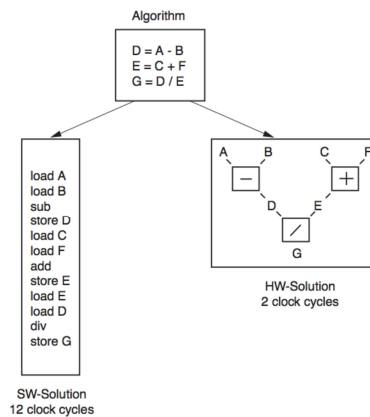 Algorithm
D = A - B
E = C + F
G = D / E
load A
load B
sub
store D
load C
load F
add
store E
load E
load D
div
store G
SW-Solution
12 clock cycles
A B C F
− +
D E
/
G
HW-Solution
2 clock cycles